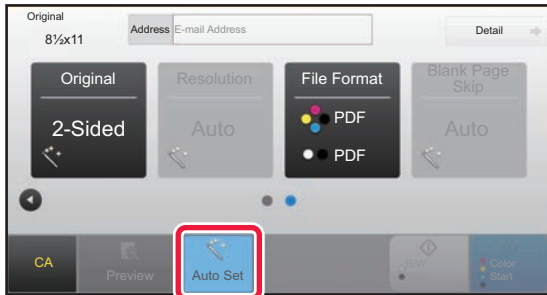 Original
8½x11
Address
E-mail Address
Detail
Original
2-Sided
Resolution
Auto
File Format
PDF
PDF
Blank Page
Skip
Auto
CA
Preview
Auto Set
B/W
Start
Color
Start